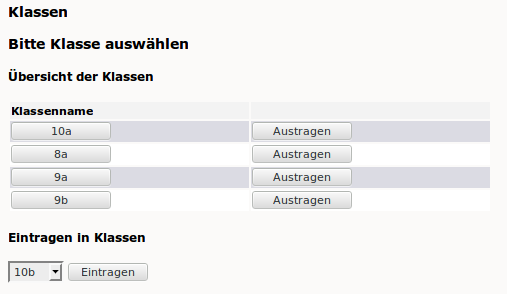 Klassen
Bitte Klasse auswählen
Übersicht der Klassen
Klassenname
10a Austragen
8a Austragen
9a Austragen
9b Austragen
Eintragen in Klassen
10b Eintragen